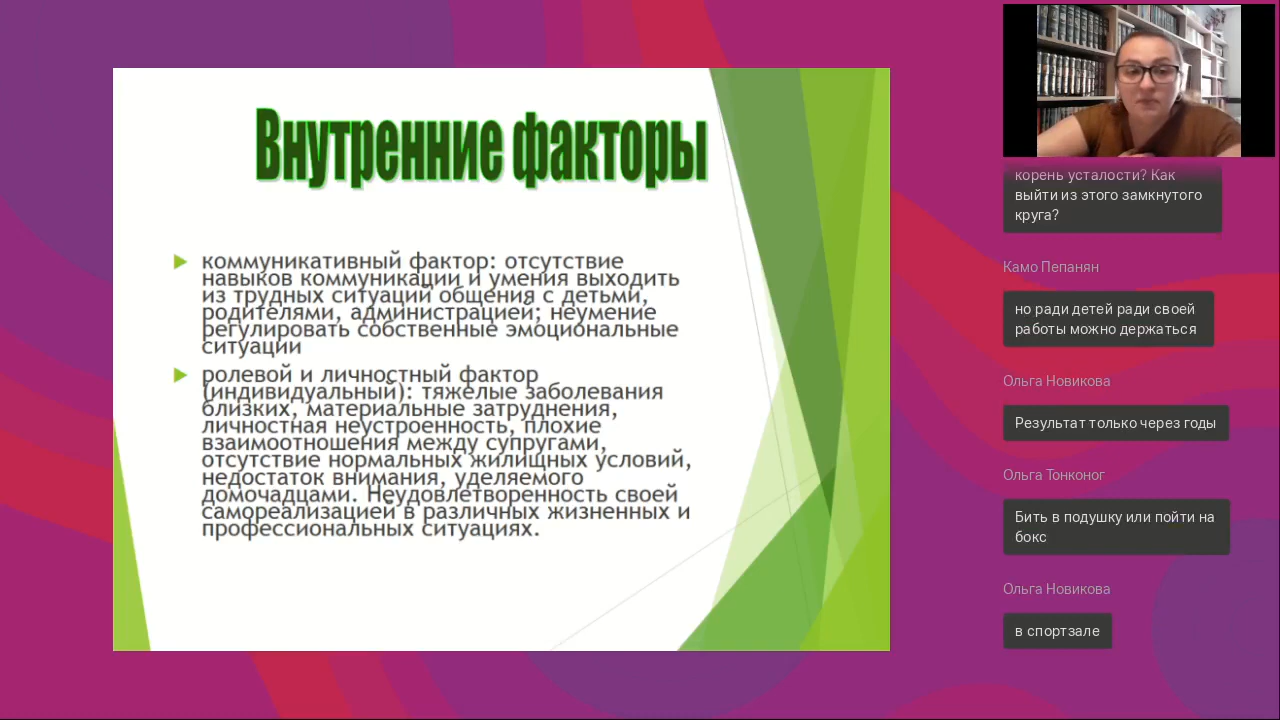 Внутренние факторы
коммуникативный фактор: отсутствие
навыков коммуникации и умения выходить
из трудных ситуаций общения с детьми,
родителями, администрацией; неумение
регулировать собственные эмоциональные
ситуации
ролевой и личностный фактор
(индивидуальный): тяжелые заболевания
близких, материальные затруднения,
личностная неустроенность, плохие
взаимоотношения между супругами,
отсутствие нормальных жилищных условий,
недостаток внимания, уделяемого
домочадцами. Неудовлетворенность своей
самореализацией в различных жизненных и
профессиональных ситуациях.
корень усталости? Как
выйти из этого замкнутого
круга?
Камо Пепанян
но ради детей ради своей
работы можно держаться
Ольга Новикова
Результат только через годы
Ольга Тонконог
Бить в подушку или пойти на
бокс
Ольга Новикова
в спортзале